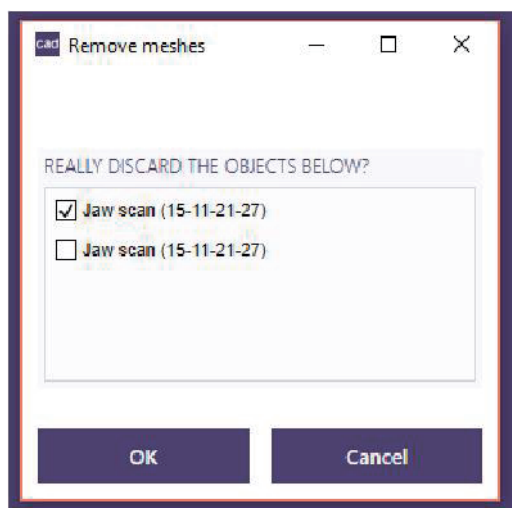 cad Remove meshes
REALLY DISCARD THE OBJECTS BELOW?
Jaw scan (15-11-21-27)
Jaw scan (15-11-21-27)
OK Cancel